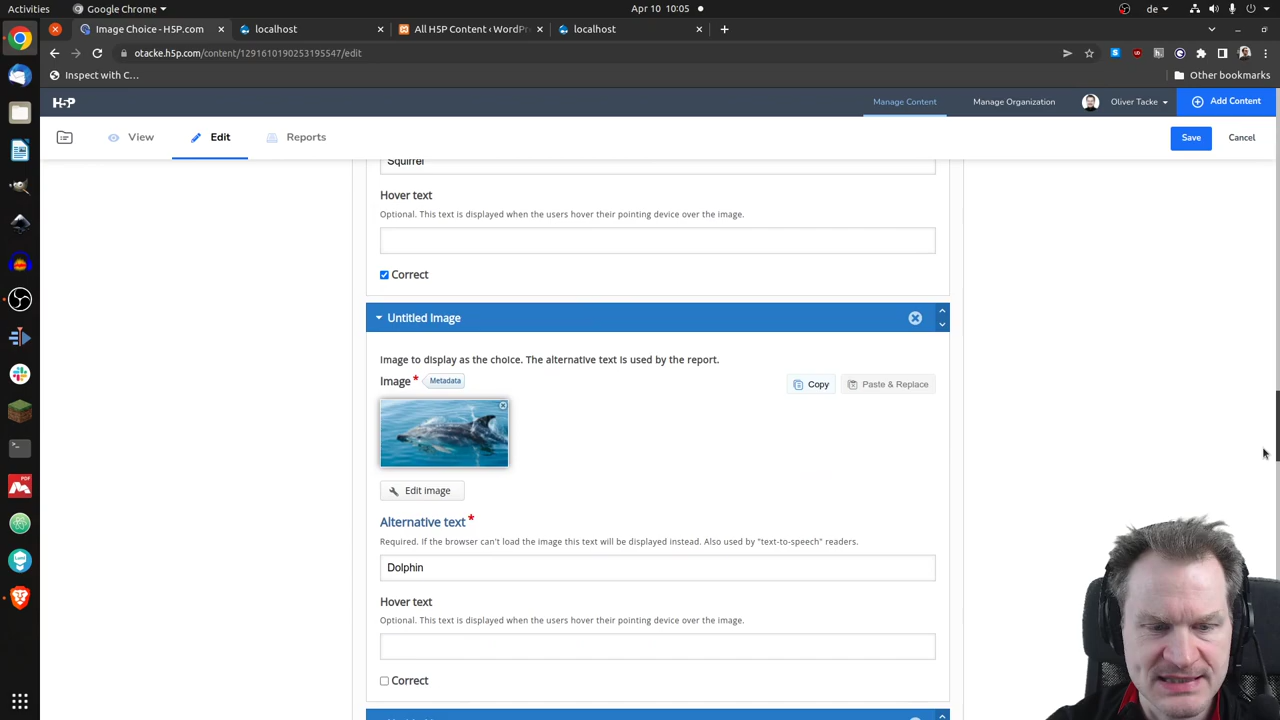 Activities
Google Chrome
Apr 10 10:05
de
Image Choice - H5P.com
localhost
All H5P Content ‹ WordPr
localhost
otacke.h5p.com/content/1291610190253195547/edit
Inspect with C...
Other bookmarks
H5P
Manage Content
Manage Organization
Oliver Tacke
Add Content
View
Edit
Reports
Save
Cancel
Squirrel
Hover text
Optional. This text is displayed when the users hover their pointing device over the image.
Correct
Untitled Image
Image to display as the choice. The alternative text is used by the report.
Image *
Metadata
Copy
Paste & Replace
Edit image
Alternative text *
Required. If the browser can't load the image this text will be displayed instead. Also used by "text-to-speech" readers.
Dolphin
Hover text
Optional. This text is displayed when the users hover their pointing device over the image.
Correct